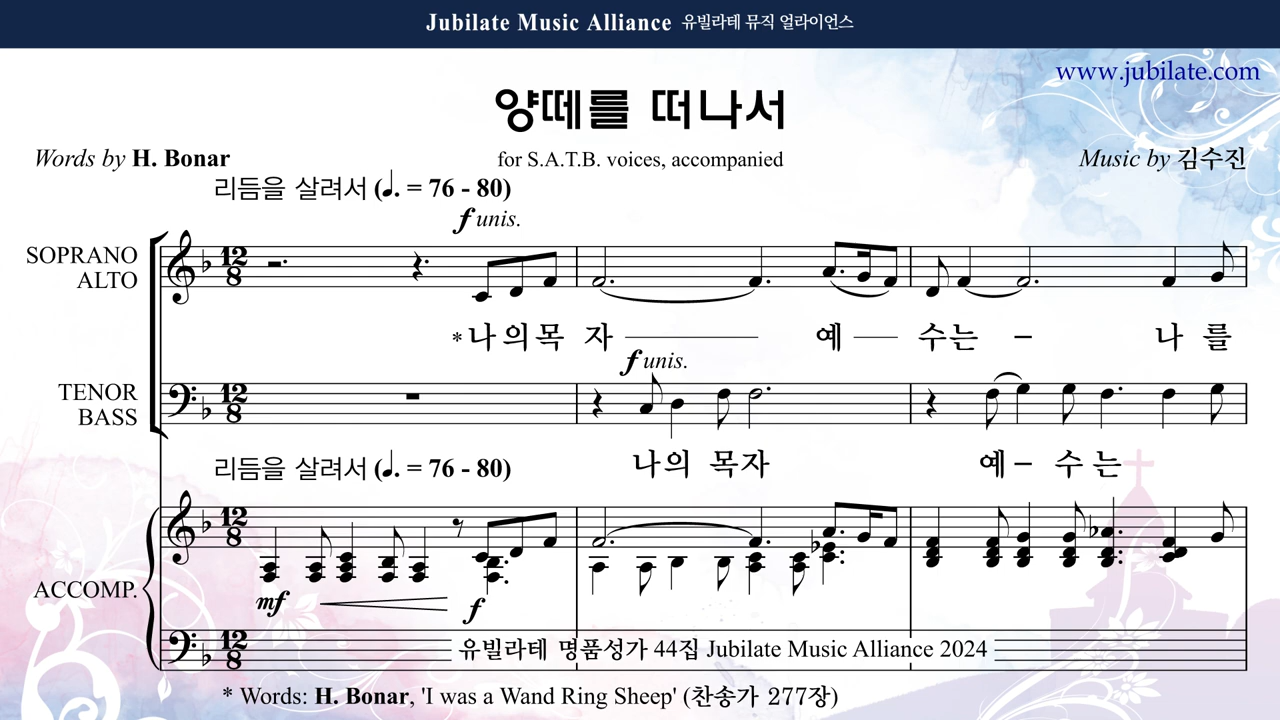 Jubilate Music Alliance 유빌라테 뮤직 얼라이언스
www.jubilate.com
양떼를 떠나서
Words by H. Bonar
for S.A.T.B. voices, accompanied
Music by 김수진
리듬을 살려서 (♩. = 76 - 80)
f unis.
SOPRANO
ALTO
12
8
*나의목 자 예 수는 – 나 를
f unis.
TENOR
BASS
12
8
나의 목자 예 – 수 는
리듬을 살려서 (♩. = 76 - 80)
12
8
ACCOMP.
mf f
12
8
유빌라테 명품성가 44집 Jubilate Music Alliance 2024
* Words: H. Bonar, 'I was a Wand Ring Sheep' (찬송가 277장)